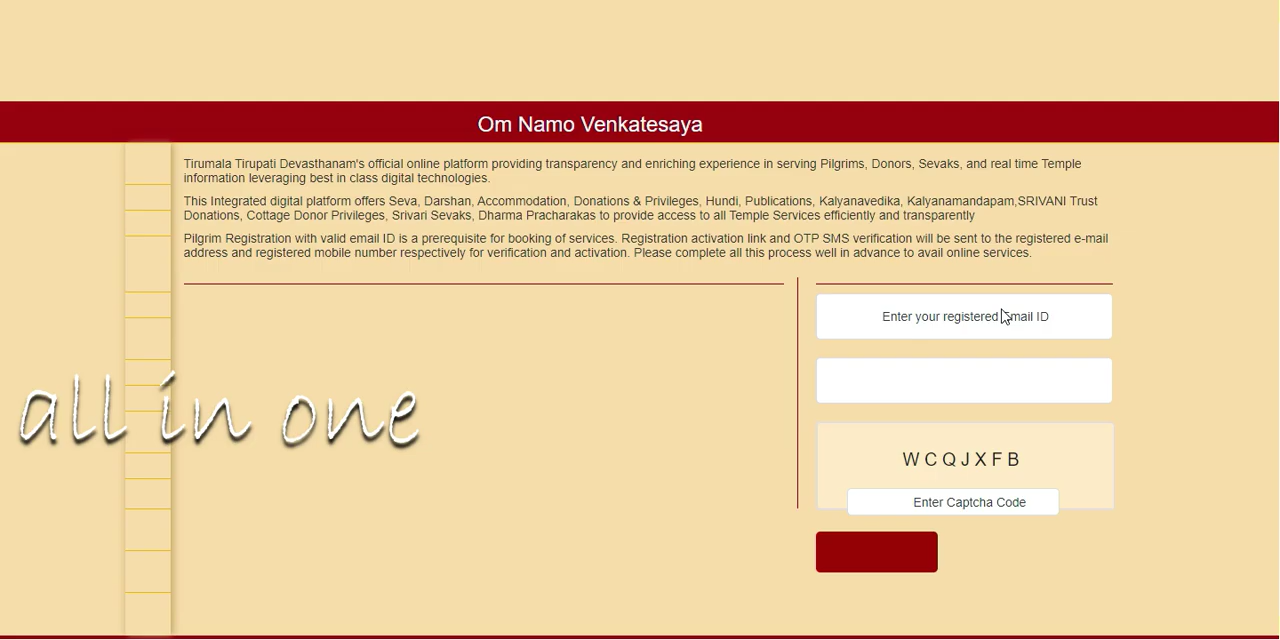 Om Namo Venkatesaya
Tirumala Tirupati Devasthanam's official online platform providing transparency and enriching experience in serving Pilgrims, Donors, Sevaks, and real time Temple
information leveraging best in class digital technologies.
This Integrated digital platform offers Seva, Darshan, Accommodation, Donations & Privileges, Hundi, Publications, Kalyanavedika, Kalyanamandapam,SRIVANI Trust
Donations, Cottage Donor Privileges, Srivari Sevaks, Dharma Pracharakas to provide access to all Temple Services efficiently and transparently
Pilgrim Registration with valid email ID is a prerequisite for booking of services. Registration activation link and OTP SMS verification will be sent to the registered e-mail
address and registered mobile number respectively for verification and activation. Please complete all this process well in advance to avail online services.
Enter your registered Email ID
all in one
W C Q J X F B
Enter Captcha Code